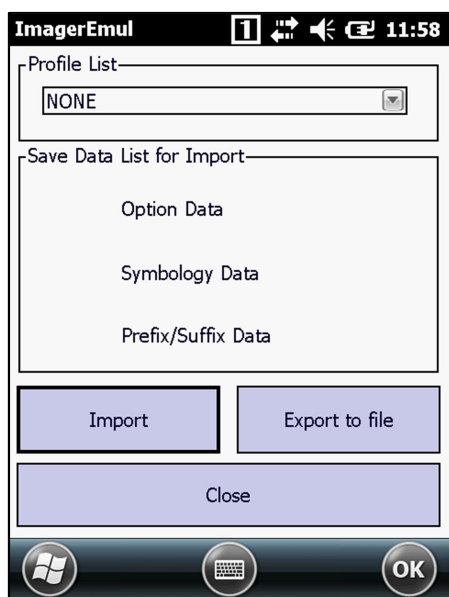 ImagerEmul 1 11:58
Profile List
NONE
Save Data List for Import
Option Data
Symbology Data
Prefix/Suffix Data
Import Export to file
Close
OK